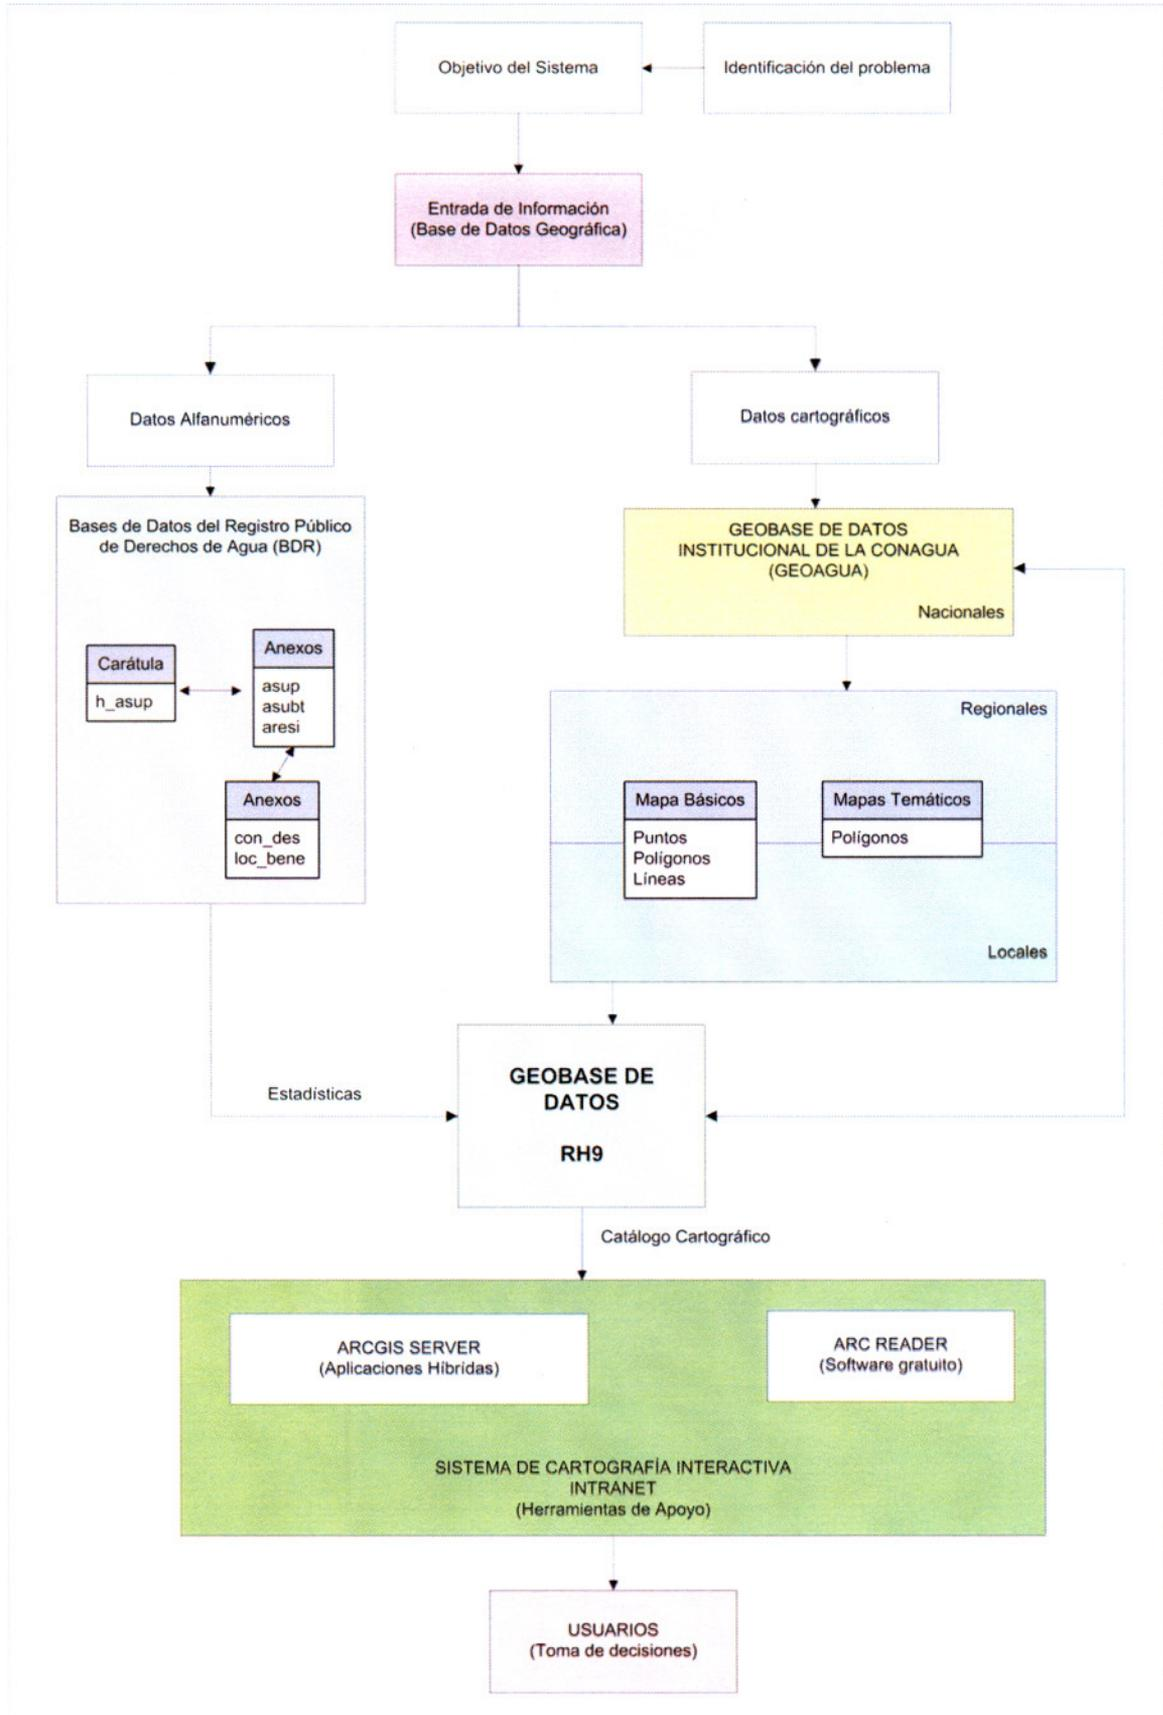 Objetivo del Sistema
Identificación del problema
Entrada de Información
(Base de Datos Geográfica)
Datos Alfanuméricos
Datos cartográficos
Bases de Datos del Registro Público
de Derechos de Agua (BDR)
Carátula
h_asup
Anexos
asup
asubt
aresi
Anexos
con_des
loc_bene
GEOBASE DE DATOS
INSTITUCIONAL DE LA CONAGUA
(GEOAGUA)
Nacionales
Regionales
Mapa Básicos
Puntos
Polígonos
Líneas
Mapas Temáticos
Polígonos
Locales
Estadísticas
GEOBASE DE
DATOS
RH9
Catálogo Cartográfico
ARCGIS SERVER
(Aplicaciones Híbridas)
ARC READER
(Software gratuito)
SISTEMA DE CARTOGRAFÍA INTERACTIVA
INTRANET
(Herramientas de Apoyo)
USUARIOS
(Toma de decisiones)